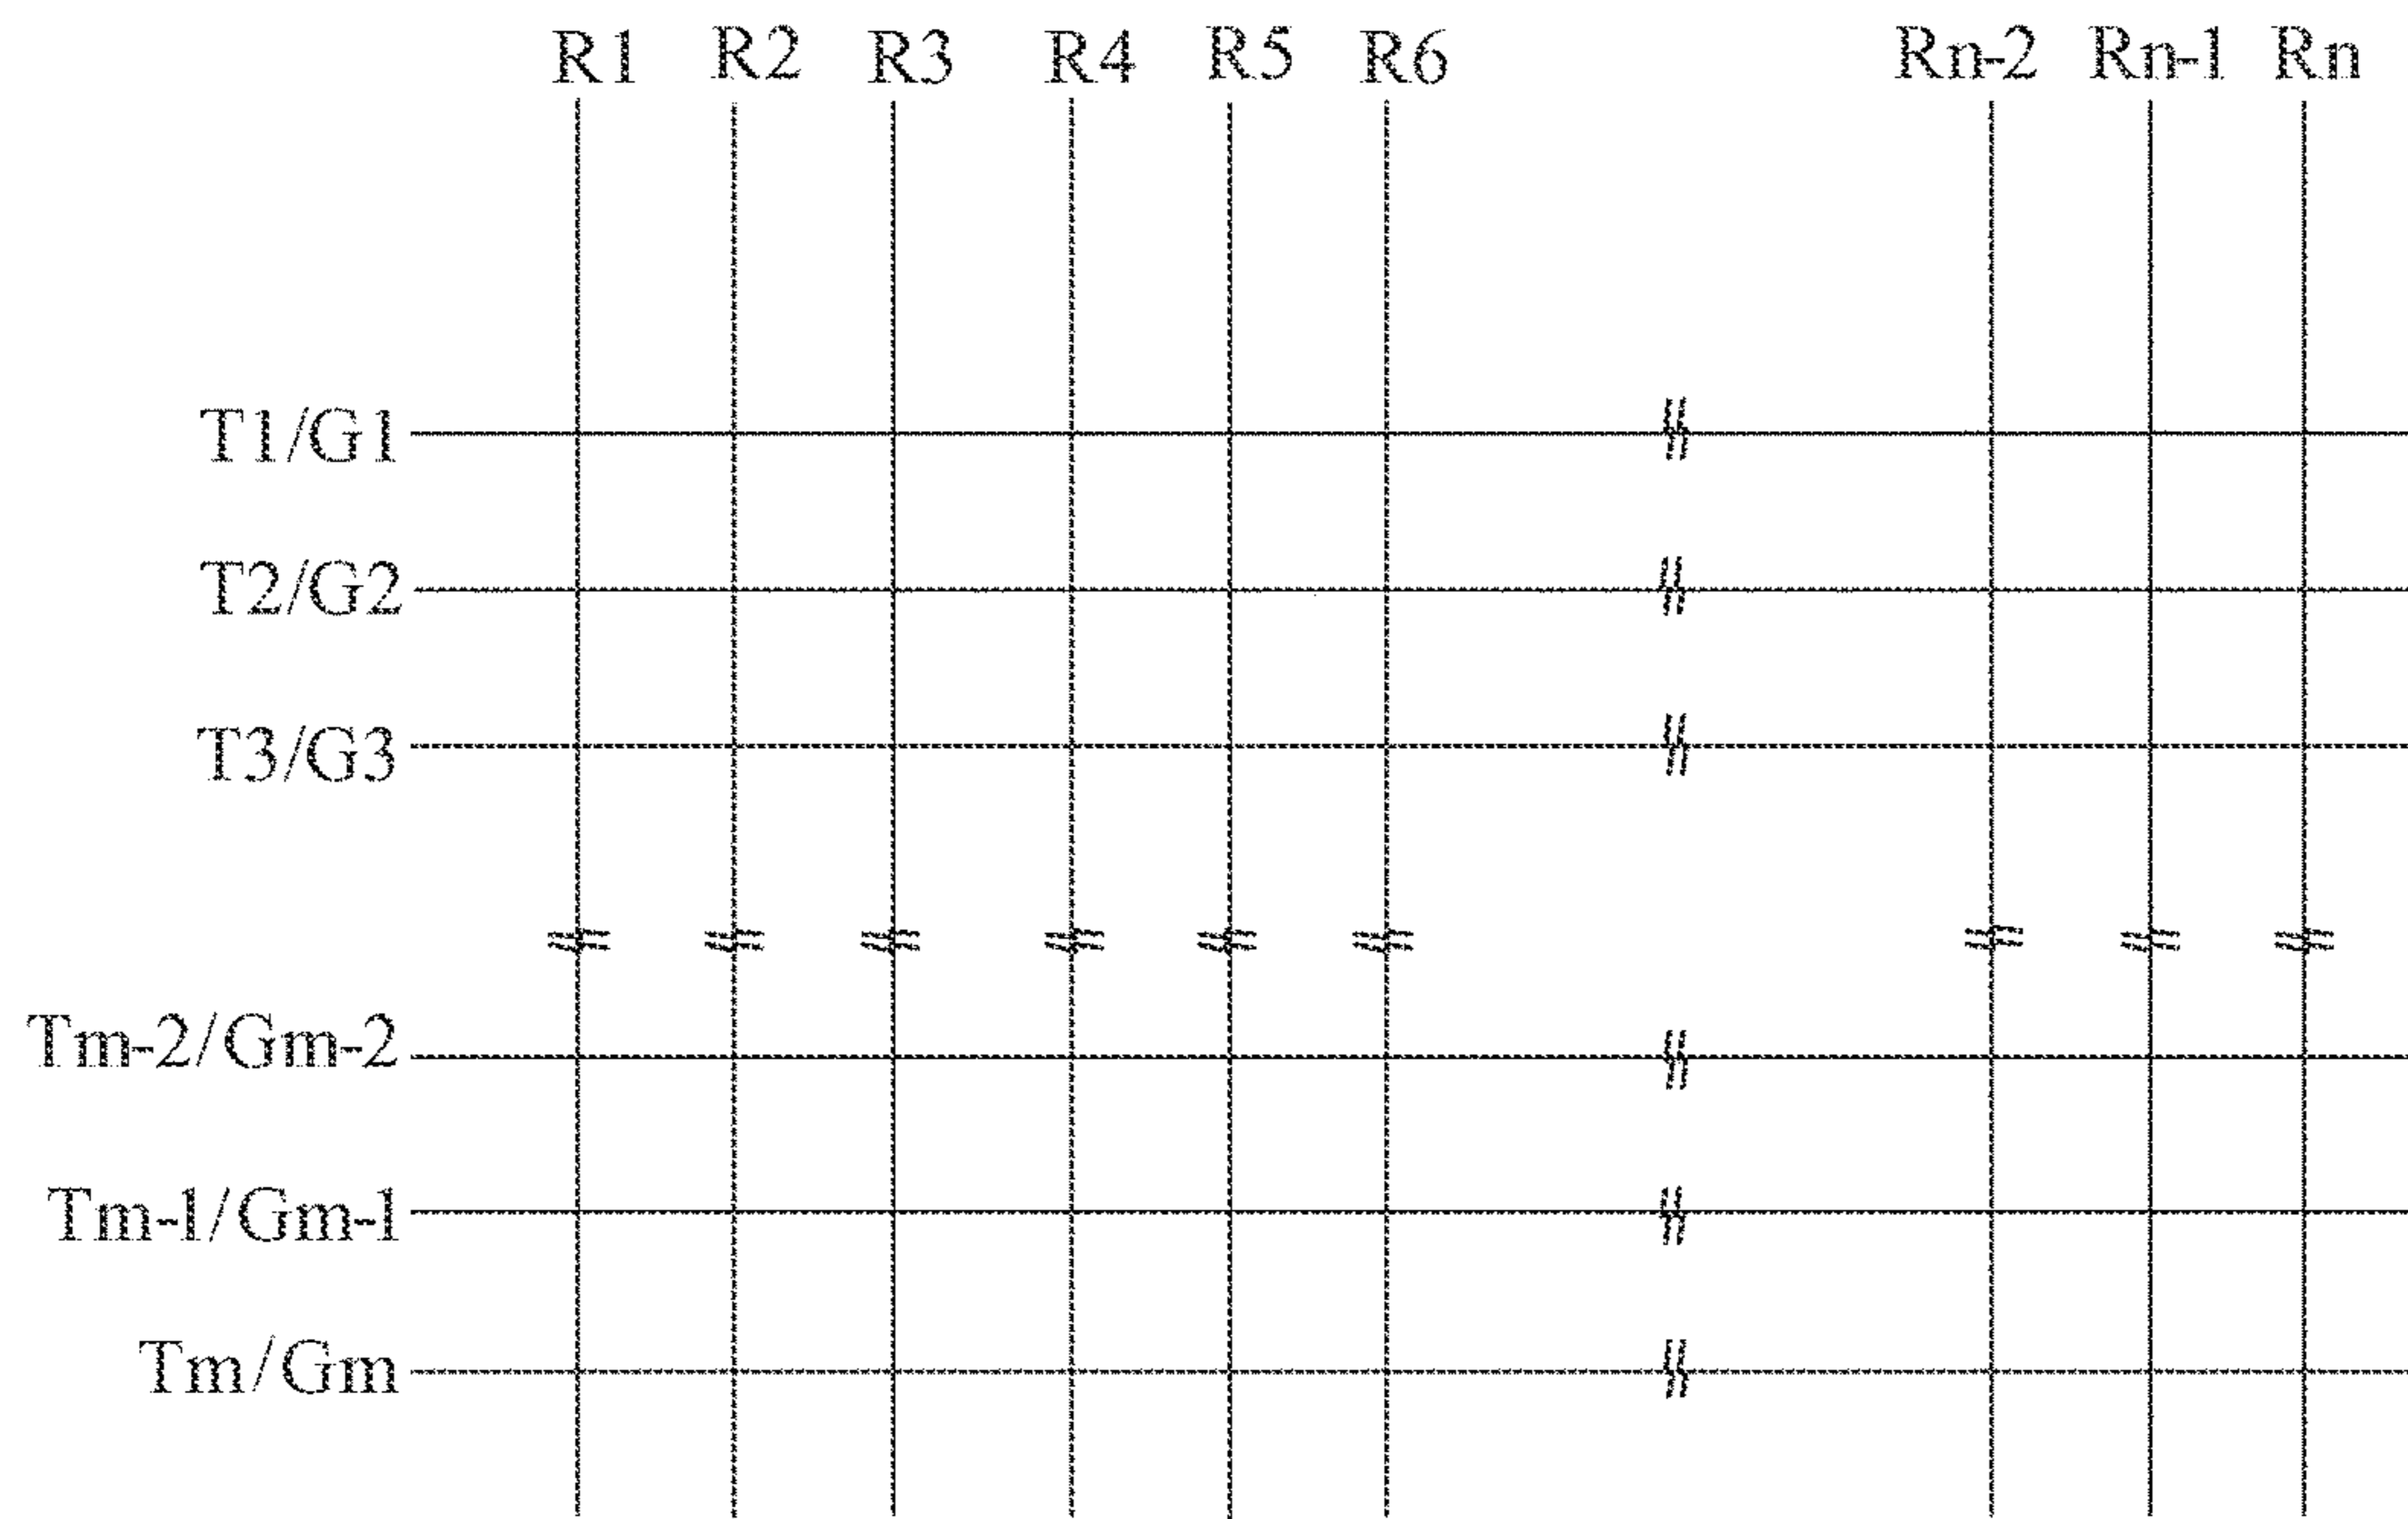 R1 R2 R3 R4 R5 R6 Rn-2 Rn-1 Rn
T1/G1
T2/G2
T3/G3
Tm-2/Gm-2
Tm-1/Gm-1
Tm/Gm